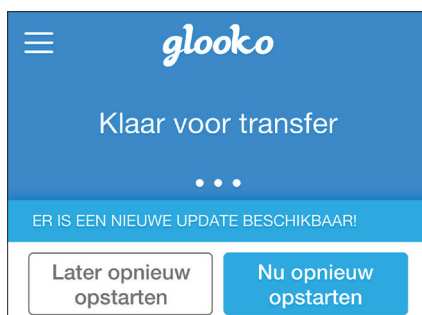 glooko
Klaar voor transfer
ER IS EEN NIEUWE UPDATE BESCHIKBAAR!
Later opnieuw
opstarten
Nu opnieuw
opstarten